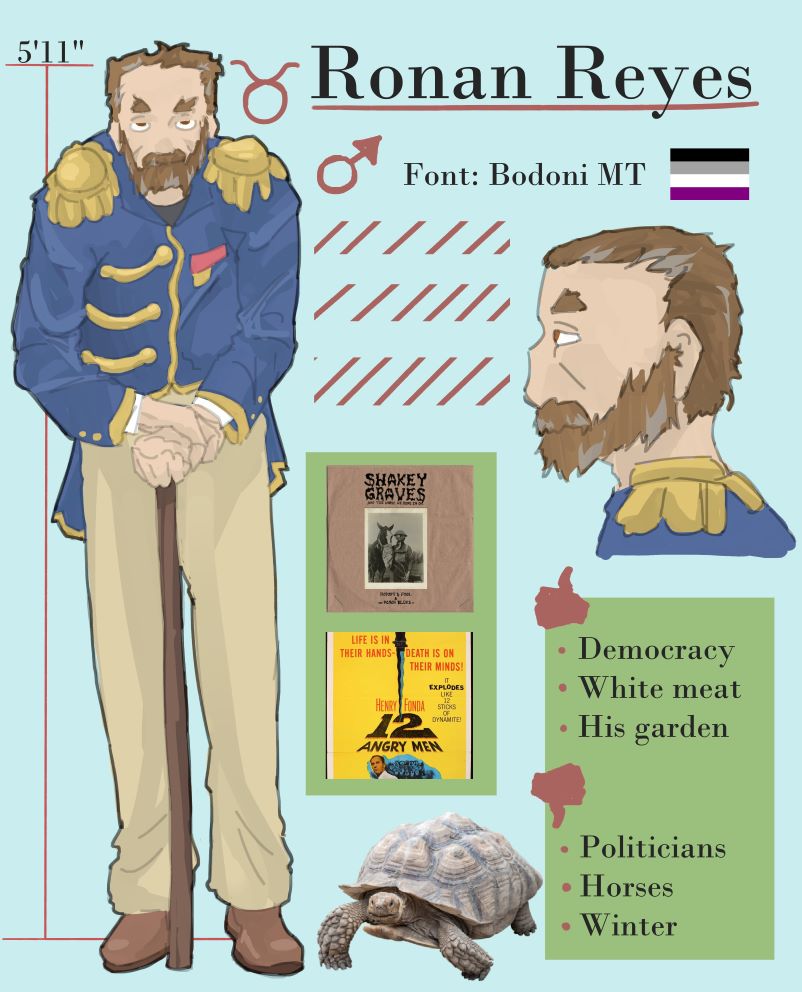 5'11"
Ronan Reyes
Font: Bodoni MT
SHAKEY
GRAVES
LIFE IS IN
THEIR HANDS- DEATH IS ON
THEIR MINDS!
IT
EXPLODES
LIKE
12
STICKS
OF
DYNAMITE!
HENRY FONDA
12
ANGRY MEN
Democracy
White meat
His garden
Politicians
Horses
Winter